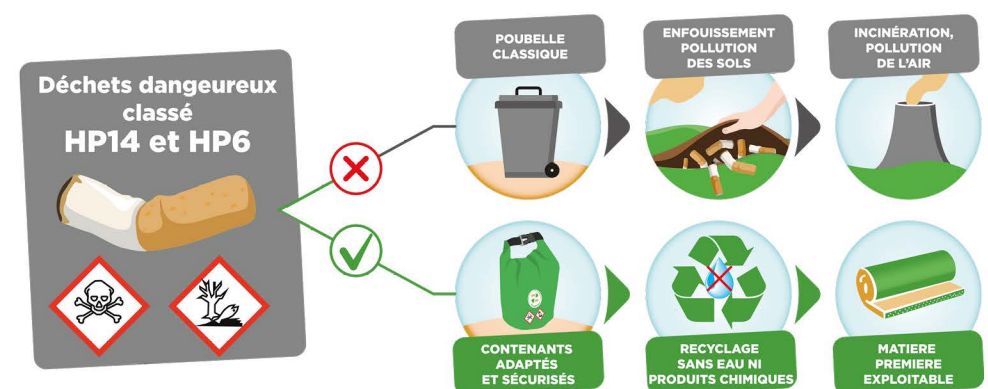 Déchets dangeureux
classé
HP14 et HP6
POUBELLE
CLASSIQUE
ENFOUISSEMENT
POLLUTION
DES SOLS
INCINÉRATION,
POLLUTION
DE L'AIR
CONTENANTS
ADAPTÉS
ET SÉCURISÉS
RECYCLAGE
SANS EAU NI
PRODUITS CHIMIQUES
MATIERE
PREMIERE
EXPLOITABLE